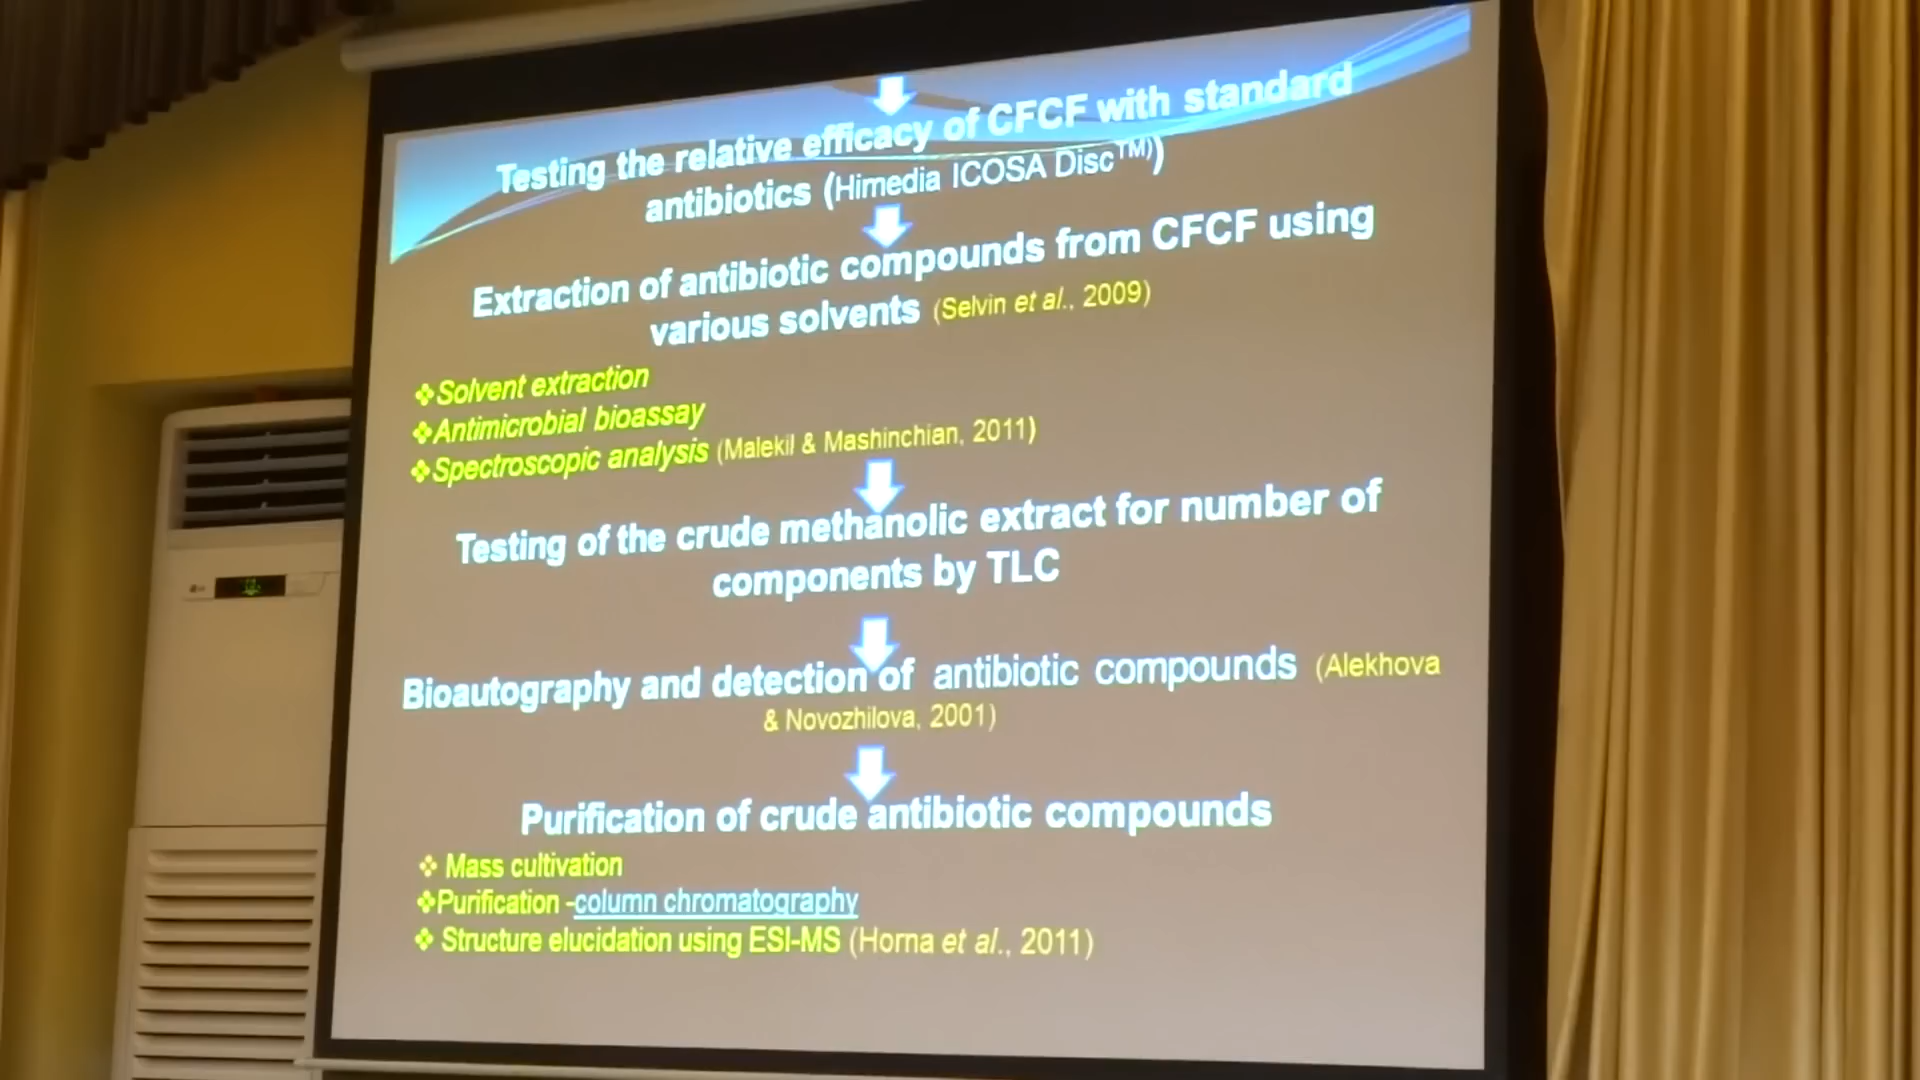 Testing the relative efficacy of CFCF with standard
antibiotics (Himedia ICOSA Disc™))
Extraction of antibiotic compounds from CFCF using
various solvents (Selvin et al., 2009)
❖Solvent extraction
❖Antimicrobial bioassay
❖Spectroscopic analysis (Malekil & Mashinchian, 2011)
Testing of the crude methanolic extract for number of
components by TLC
Bioautography and detection of antibiotic compounds (Alekhova
& Novozhilova, 2001)
Purification of crude antibiotic compounds
❖ Mass cultivation
❖Purification -column chromatography
❖ Structure elucidation using ESI-MS (Horna et al., 2011)